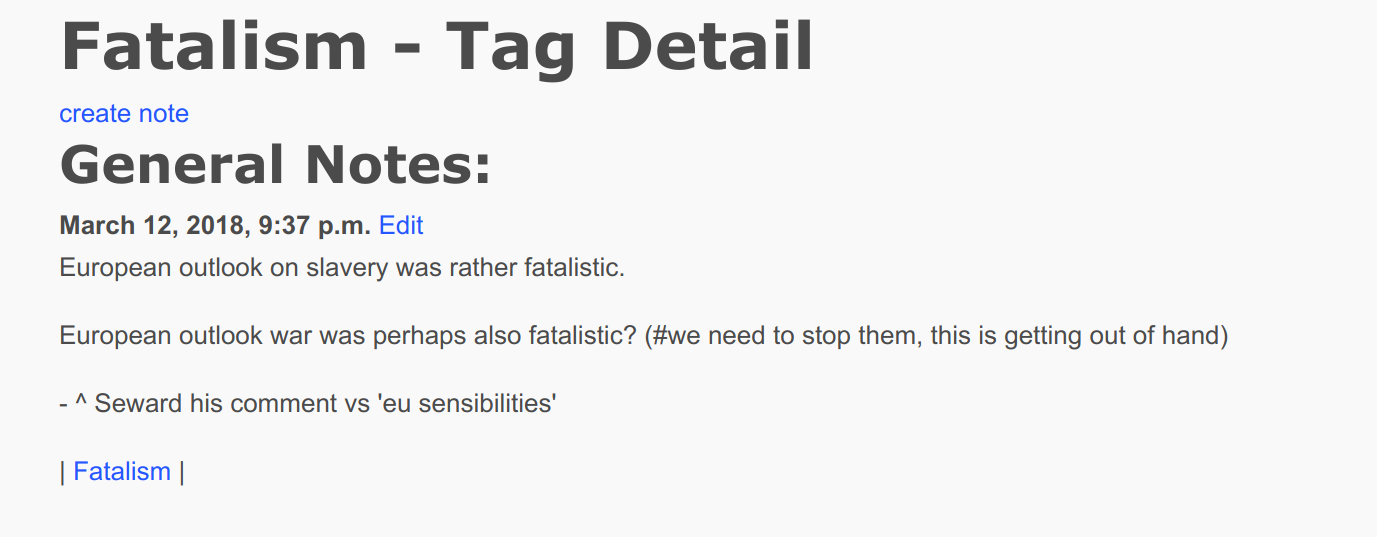 Fatalism - Tag Detail
create note
General Notes:
March 12, 2018, 9:37 p.m. Edit
European outlook on slavery was rather fatalistic.
European outlook war was perhaps also fatalistic? (#we need to stop them, this is getting out of hand)
- ^ Seward his comment vs 'eu sensibilities'
| Fatalism |